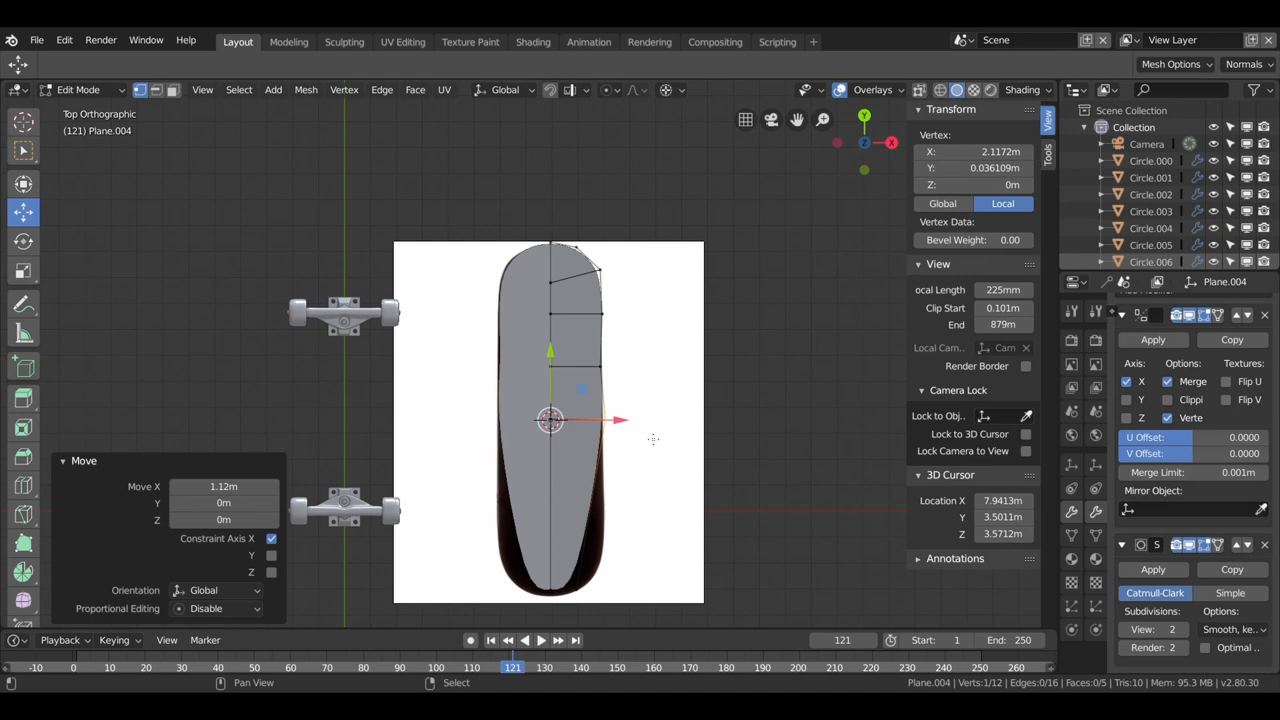 File Edit Render Window Help Layout Modeling Sculpting UV Editing Texture Paint Shading Animation Rendering Compositing Scripting + Scene View Layer
Mesh Options Normals
Edit Mode View Select Add Mesh Vertex Edge Face UV Global Overlays Shading
Top Orthographic
(121) Plane.004
Y
X
Z
Transform
Vertex:
X: 2.1172m
Y: 0.036109m
Z: 0m
Global Local
Vertex Data:
Bevel Weight: 0.00
View
ocal Length 225mm
Clip Start 0.101m
End 879m
Local Cam... Cam
Render Border
Camera Lock
Lock to Obj..
Lock to 3D Cursor
Lock Camera to View
3D Cursor
Location X 7.9413m
Y 3.5011m
Z 3.5712m
Annotations
View
Tools
Scene Collection
Collection
Camera
Circle.000
Circle.001
Circle.002
Circle.003
Circle.004
Circle.005
Circle.006
Plane.004
Apply Copy
Axis: Options: Textures:
X Merge Flip U
Y Clippi Flip V
Z Verte
U Offset: 0.0000
V Offset: 0.0000
Merge Limit: 0.001m
Mirror Object:
S
Apply Copy
Catmull-Clark Simple
Subdivisions: Options:
View: 2 Smooth, ke...
Render: 2 Optimal ..
Move
Move X 1.12m
Y 0m
Z 0m
Constraint Axis X
Y
Z
Orientation Global
Proportional Editing Disable
Playback Keying View Marker 121 Start: 1 End: 250
-10 0 10 20 30 40 50 60 70 80 90 100 110 121 130 140 150 160 170 180 190 200 210 220 230 240 250 260
Pan View Select Plane.004 | Verts:1/12 | Edges:0/16 | Faces:0/5 | Tris:10 | Mem: 95.3 MB | v2.80.30